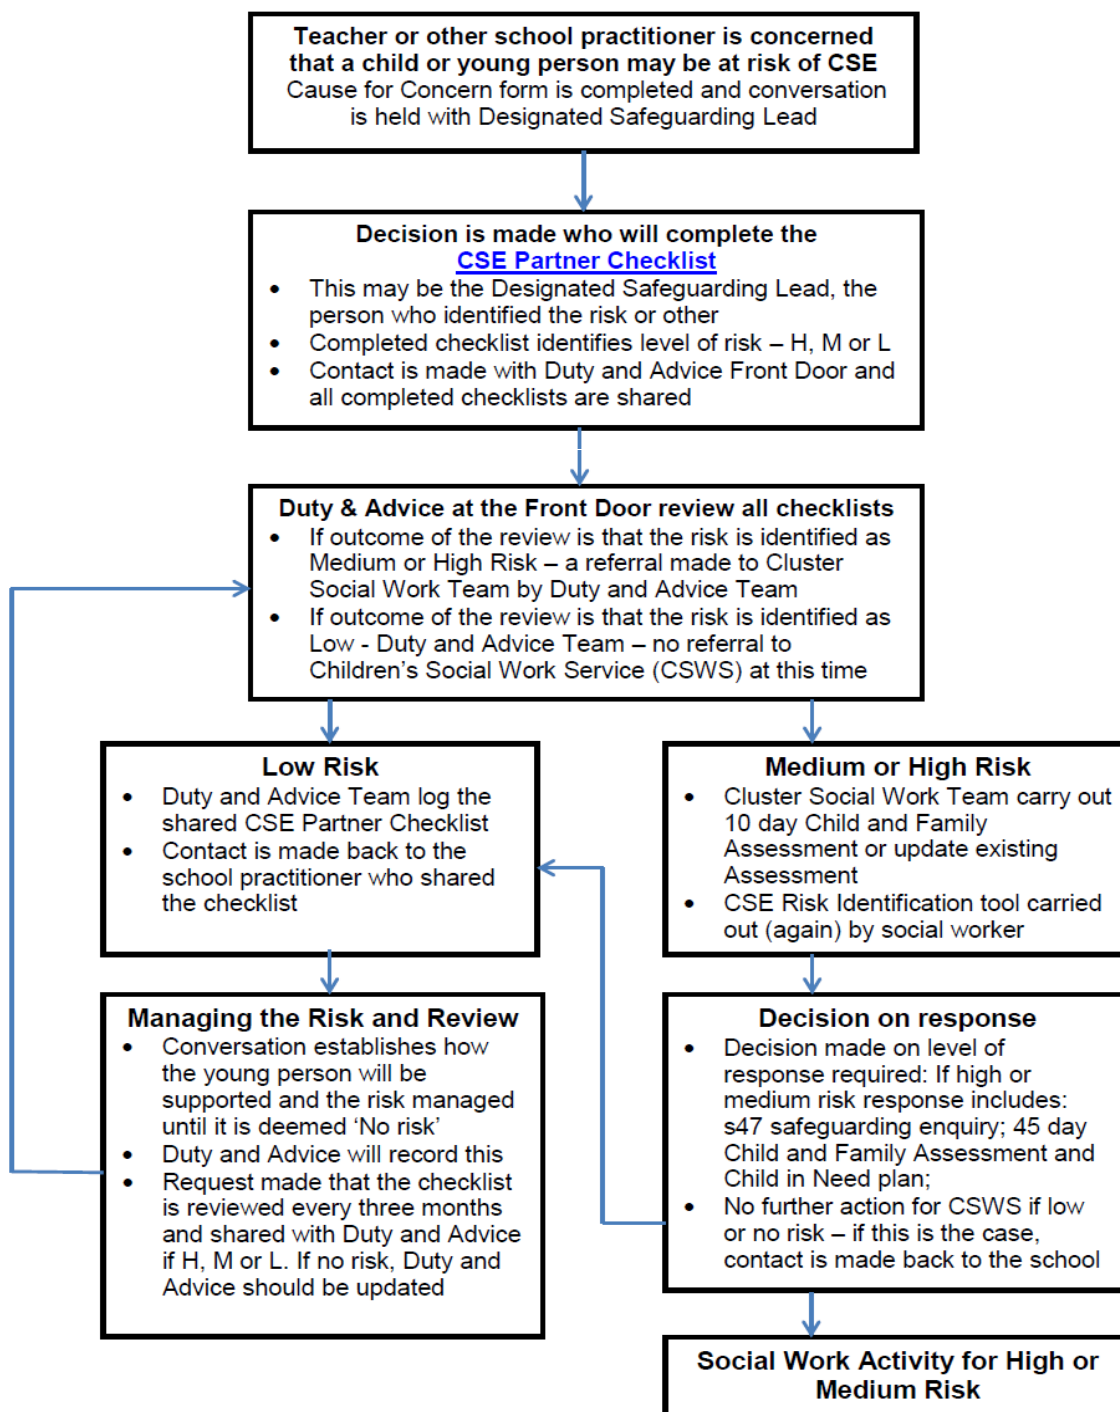 Teacher or other school practitioner is concerned
that a child or young person may be at risk of CSE
Cause for Concern form is completed and conversation
is held with Designated Safeguarding Lead
Decision is made who will complete the
CSE Partner Checklist
• This may be the Designated Safeguarding Lead, the
person who identified the risk or other
• Completed checklist identifies level of risk – H, M or L
• Contact is made with Duty and Advice Front Door and
all completed checklists are shared
Duty & Advice at the Front Door review all checklists
• If outcome of the review is that the risk is identified as
Medium or High Risk – a referral made to Cluster
Social Work Team by Duty and Advice Team
• If outcome of the review is that the risk is identified as
Low - Duty and Advice Team – no referral to
Children's Social Work Service (CSWS) at this time
Low Risk
• Duty and Advice Team log the
shared CSE Partner Checklist
• Contact is made back to the
school practitioner who shared
the checklist
Medium or High Risk
• Cluster Social Work Team carry out
10 day Child and Family
Assessment or update existing
Assessment
• CSE Risk Identification tool carried
out (again) by social worker
Managing the Risk and Review
• Conversation establishes how
the young person will be
supported and the risk managed
until it is deemed ‘No risk’
• Duty and Advice will record this
• Request made that the checklist
is reviewed every three months
and shared with Duty and Advice
if H, M or L. If no risk, Duty and
Advice should be updated
Decision on response
• Decision made on level of
response required: If high or
medium risk response includes:
s47 safeguarding enquiry; 45 day
Child and Family Assessment and
Child in Need plan;
• No further action for CSWS if low
or no risk – if this is the case,
contact is made back to the school
Social Work Activity for High or
Medium Risk